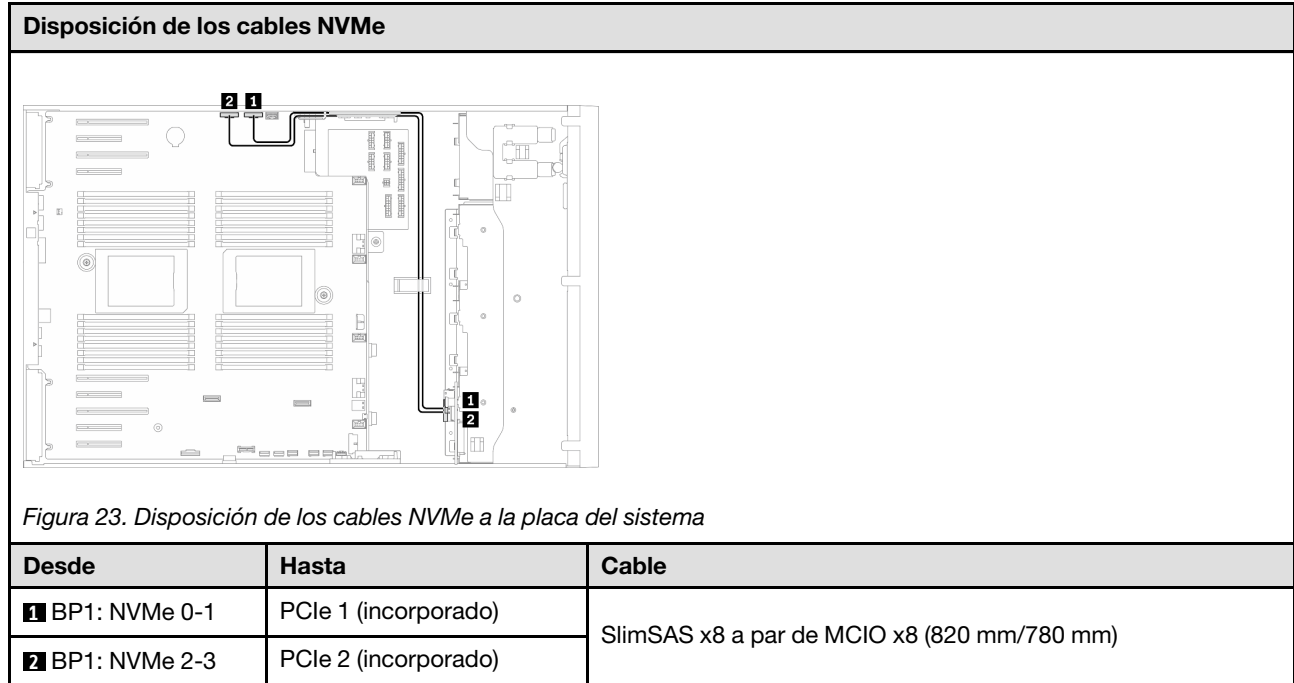 Disposición de los cables NVMe
2 1
1
2
Figura 23. Disposición de los cables NVMe a la placa del sistema
Desde Hasta Cable
1 BP1: NVMe 0-1 PCIe 1 (incorporado)
SlimSAS x8 a par de MCIO x8 (820 mm/780 mm)
2 BP1: NVMe 2-3 PCIe 2 (incorporado)